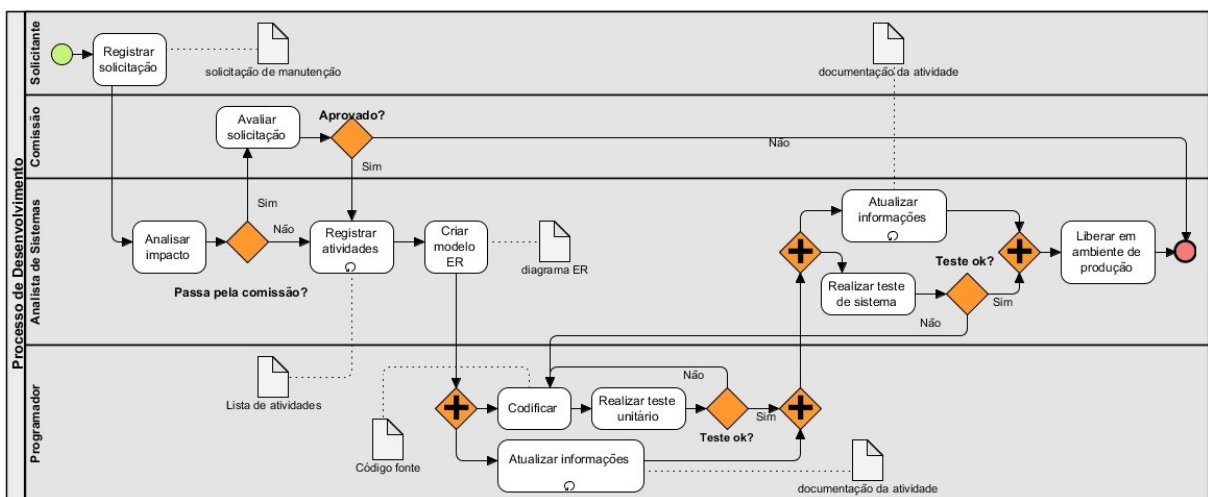 Processo de Desenvolvimento
Solicitante
Registrar
solicitação
solicitação de manutenção
documentação da atividade
Comissão
Avaliar
solicitação
Aprovado?
Não
Sim
Analista de Sistemas
Analisar
impacto
Sim
Não
Passa pela comissão?
Registrar
atividades
Criar
modelo
ER
diagrama ER
Atualizar
informações
Realizar teste
de sistema
Teste ok?
Sim
Não
Liberar em
ambiente de
produção
Programador
Lista de atividades
Código fonte
Codificar
Realizar teste
unitário
Não
Sim
Teste ok?
Atualizar informações
documentação da atividade